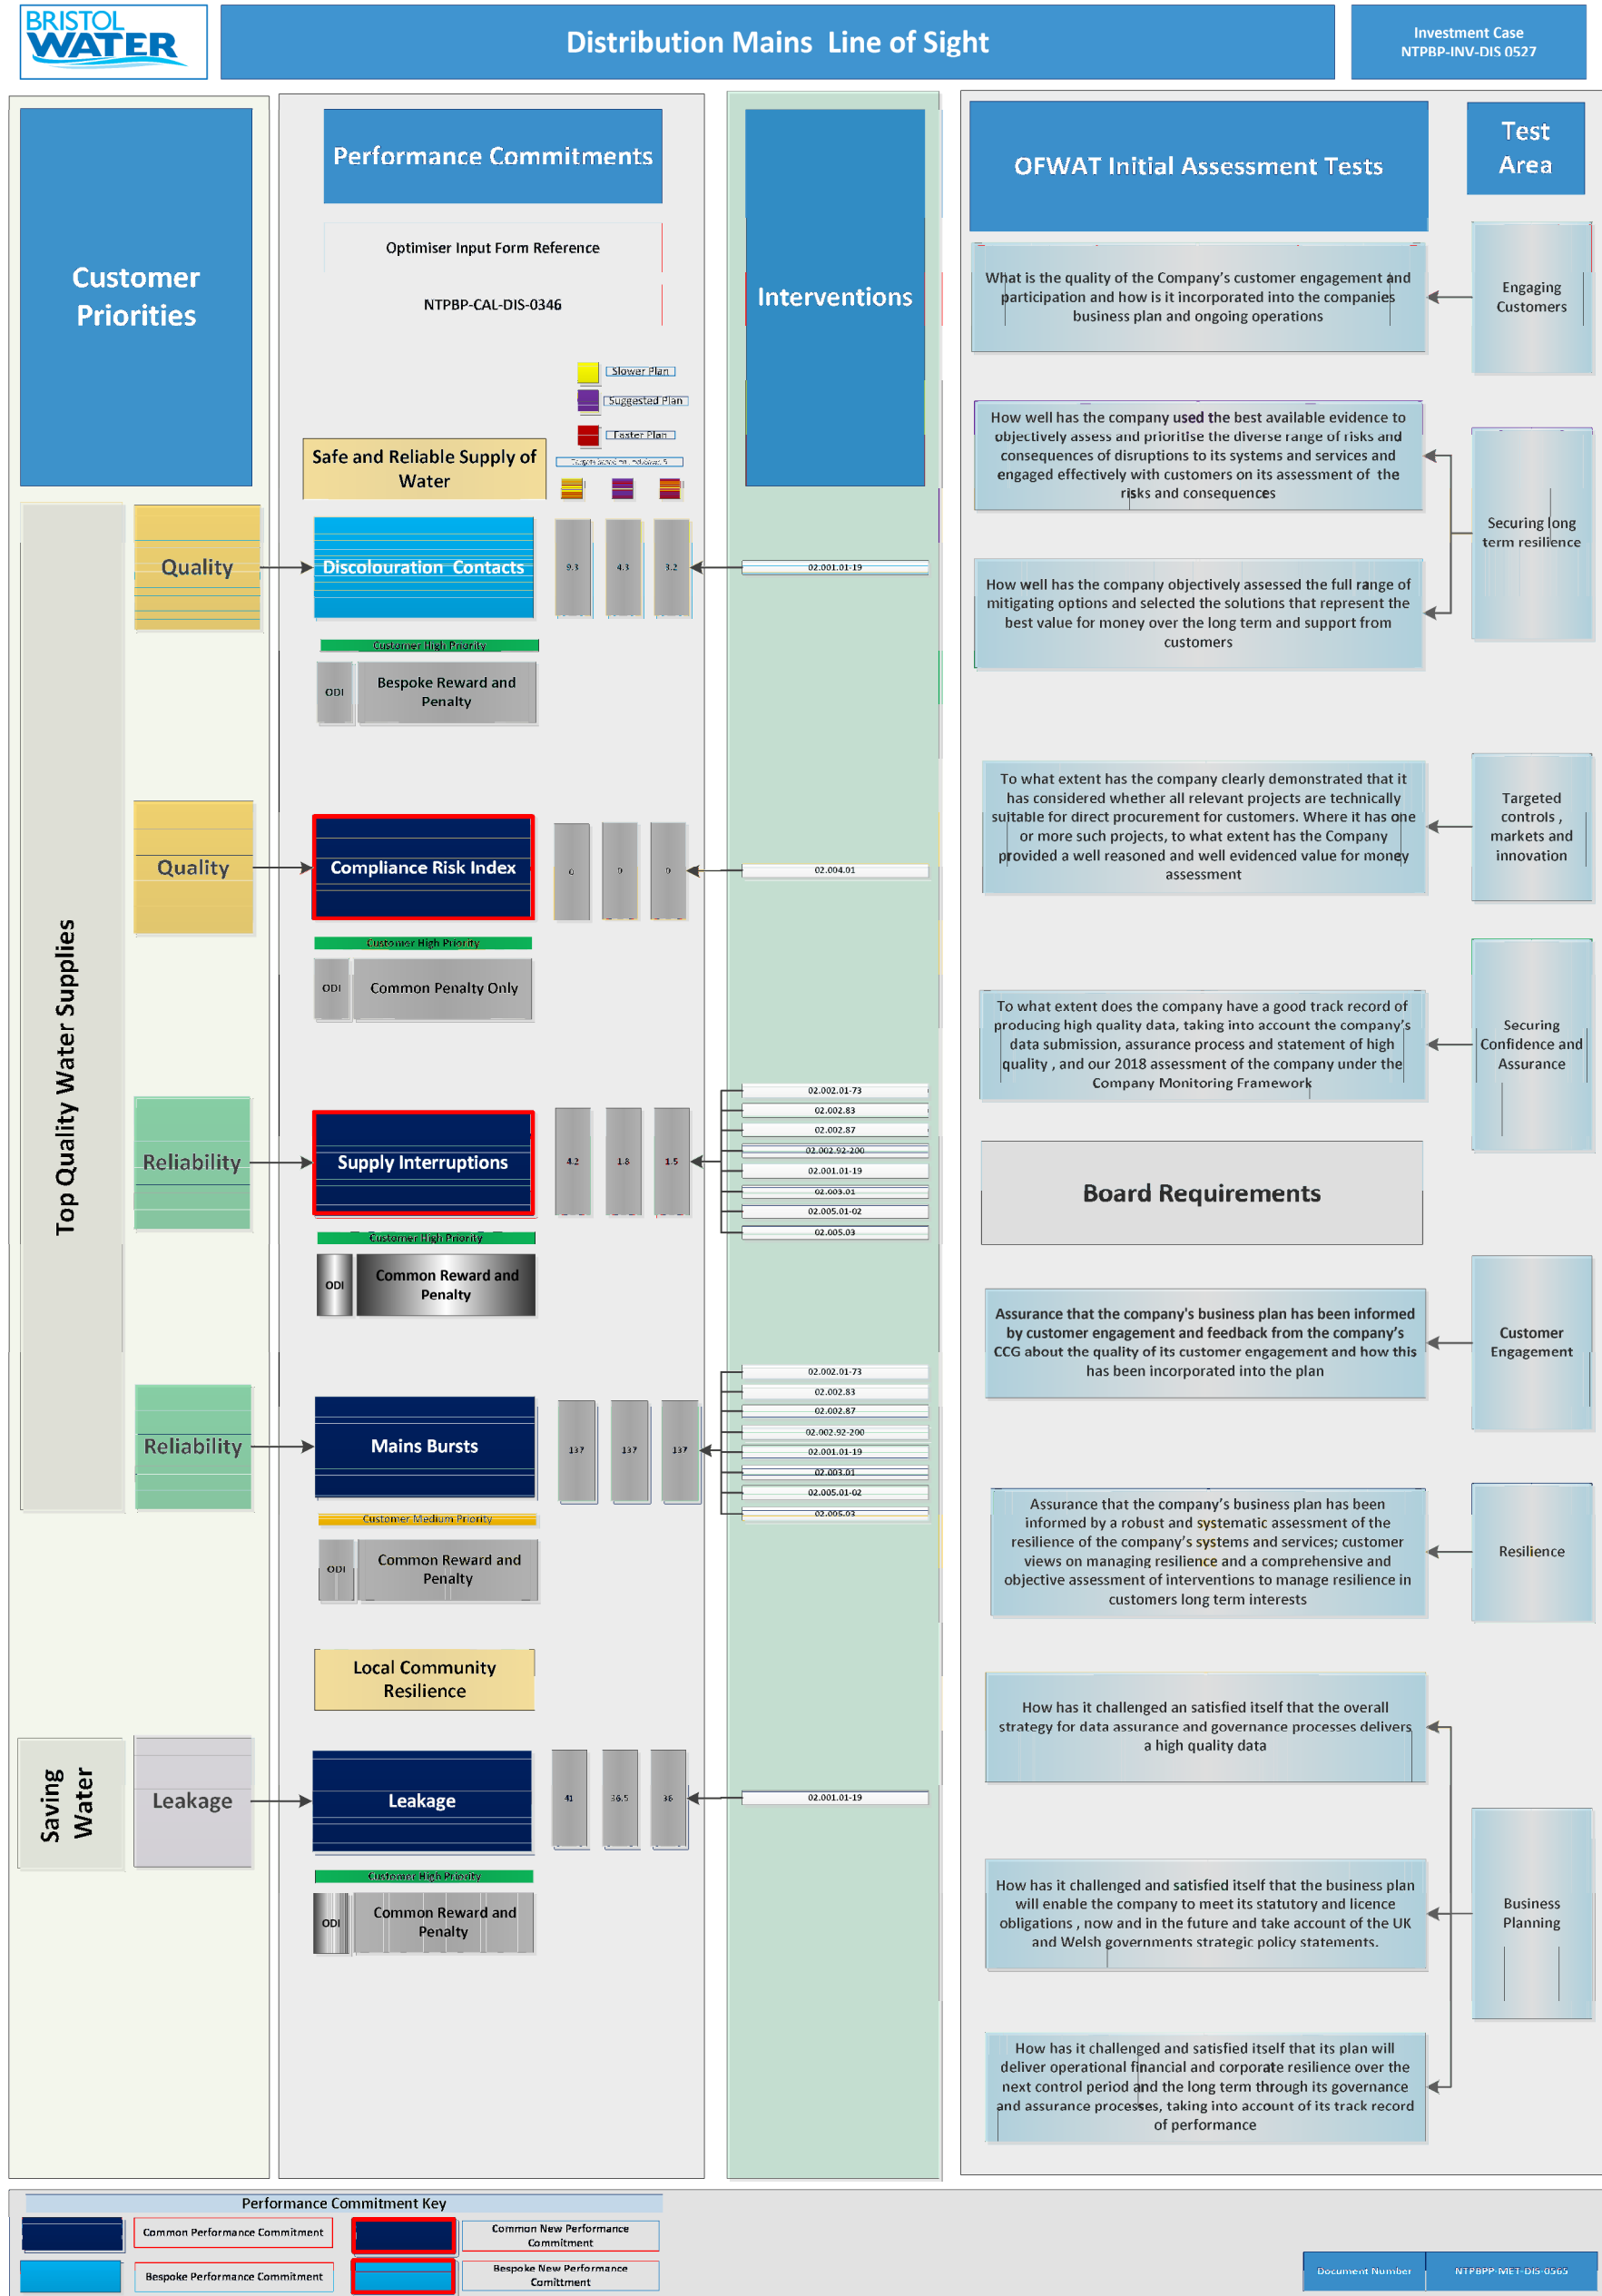 BRISTOL
WATER
Distribution Mains Line of Sight
Investment Case
NTPBP-INV-DIS 0527
Customer
Priorities
Performance Commitments
Optimiser Input Form Reference
NTPBP-CAL-DIS-0346
Slower Plan
Suggested Plan
Faster Plan
Safe and Reliable Supply of
Water
Interventions
Top Quality Water Supplies
Quality
Discolouration Contacts
9.3
4.3
3.2
02.001.01-19
Customer High Priority
ODI
Bespoke Reward and
Penalty
Quality
Compliance Risk Index
0
0
0
02.004.01
Customer High Priority
ODI
Common Penalty Only
Reliability
Supply Interruptions
4.2
1.8
1.5
02.002.01-73
02.002.83
02.002.87
02.002.92-200
02.001.01-19
02.003.01
02.005.01-02
02.005.03
Customer High Priority
ODI
Common Reward and
Penalty
Reliability
Mains Bursts
137
137
137
02.002.01-73
02.002.83
02.002.87
02.002.92-200
02.001.01-19
02.003.01
02.005.01-02
02.005.03
Customer Medium Priority
ODI
Common Reward and
Penalty
Local Community
Resilience
Saving
Water
Leakage
Leakage
41
36.5
36
02.001.01-19
Customer High Priority
ODI
Common Reward and
Penalty
OFWAT Initial Assessment Tests
Test
Area
What is the quality of the Company's customer engagement and
participation and how is it incorporated into the companies
business plan and ongoing operations
Engaging
Customers
How well has the company used the best available evidence to
objectively assess and prioritise the diverse range of risks and
consequences of disruptions to its systems and services and
engaged effectively with customers on its assessment of the
risks and consequences
Securing long
term resilience
How well has the company objectively assessed the full range of
mitigating options and selected the solutions that represent the
best value for money over the long term and support from
customers
To what extent has the company clearly demonstrated that it
has considered whether all relevant projects are technically
suitable for direct procurement for customers. Where it has one
or more such projects, to what extent has the Company
provided a well reasoned and well evidenced value for money
assessment
Targeted
controls ,
markets and
innovation
To what extent does the company have a good track record of
producing high quality data, taking into account the company's
data submission, assurance process and statement of high
quality , and our 2018 assessment of the company under the
Company Monitoring Framework
Securing
Confidence and
Assurance
Board Requirements
Assurance that the company's business plan has been informed
by customer engagement and feedback from the company's
CCG about the quality of its customer engagement and how this
has been incorporated into the plan
Customer
Engagement
Assurance that the company's business plan has been
informed by a robust and systematic assessment of the
resilience of the company's systems and services; customer
views on managing resilience and a comprehensive and
objective assessment of interventions to manage resilience in
customers long term interests
Resilience
How has it challenged an satisfied itself that the overall
strategy for data assurance and governance processes delivers
a high quality data
How has it challenged and satisfied itself that the business plan
will enable the company to meet its statutory and licence
obligations , now and in the future and take account of the UK
and Welsh governments strategic policy statements.
Business
Planning
How has it challenged and satisfied itself that its plan will
deliver operational financial and corporate resilience over the
next control period and the long term through its governance
and assurance processes, taking into account of its track record
of performance
Performance Commitment Key
Common Performance Commitment
Common New Performance
Commitment
Bespoke Performance Commitment
Bespoke New Performance
Comittment
Document Number
NTPBPP-MET-DIS-0565